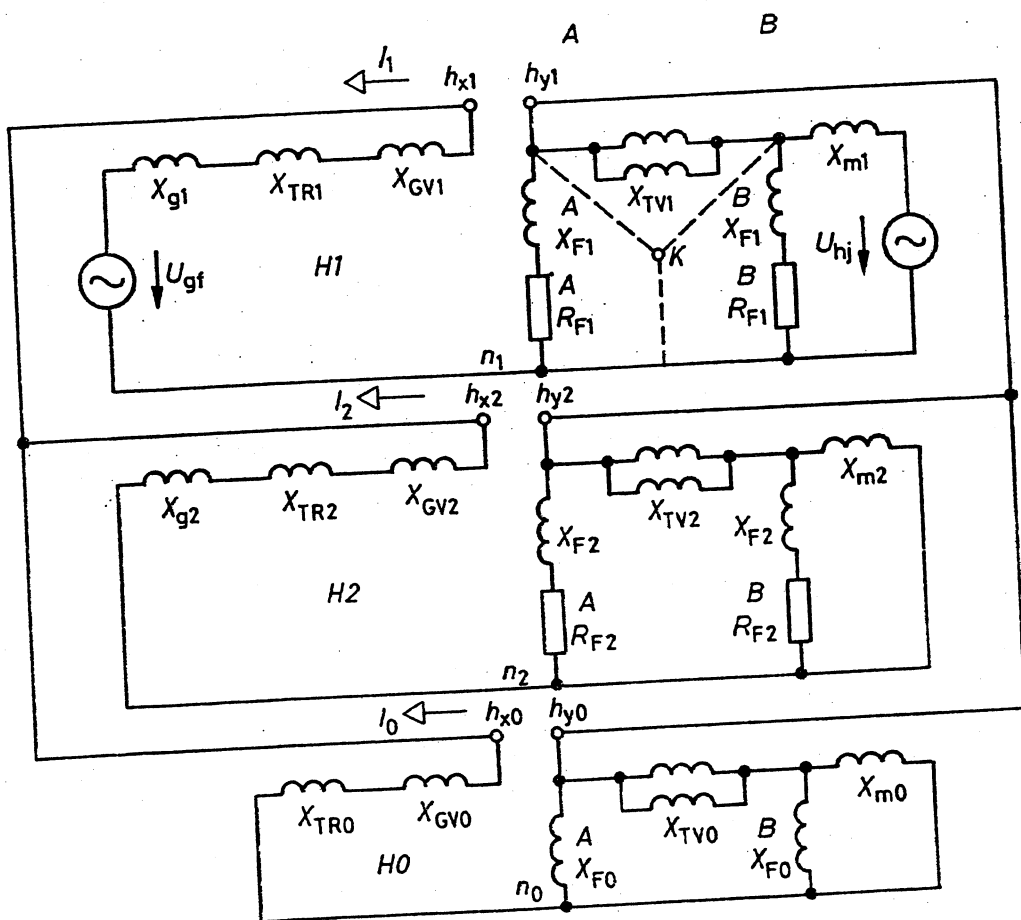 A B
I1 hx1 hy1
Xg1 XTR1 XGV1 XTV1 Xm1
A XF1 B XF1
Ugf H1 K Uhj
A RF1 B RF1
n1
I2 hx2 hy2
Xg2 XTR2 XGV2 XTV2 Xm2
XF2 XF2
H2 A RF2 B RF2
n2
I0 hx0 hy0
XTR0 XGV0 XTV0 Xm0
H0 A XF0 B XF0
n0